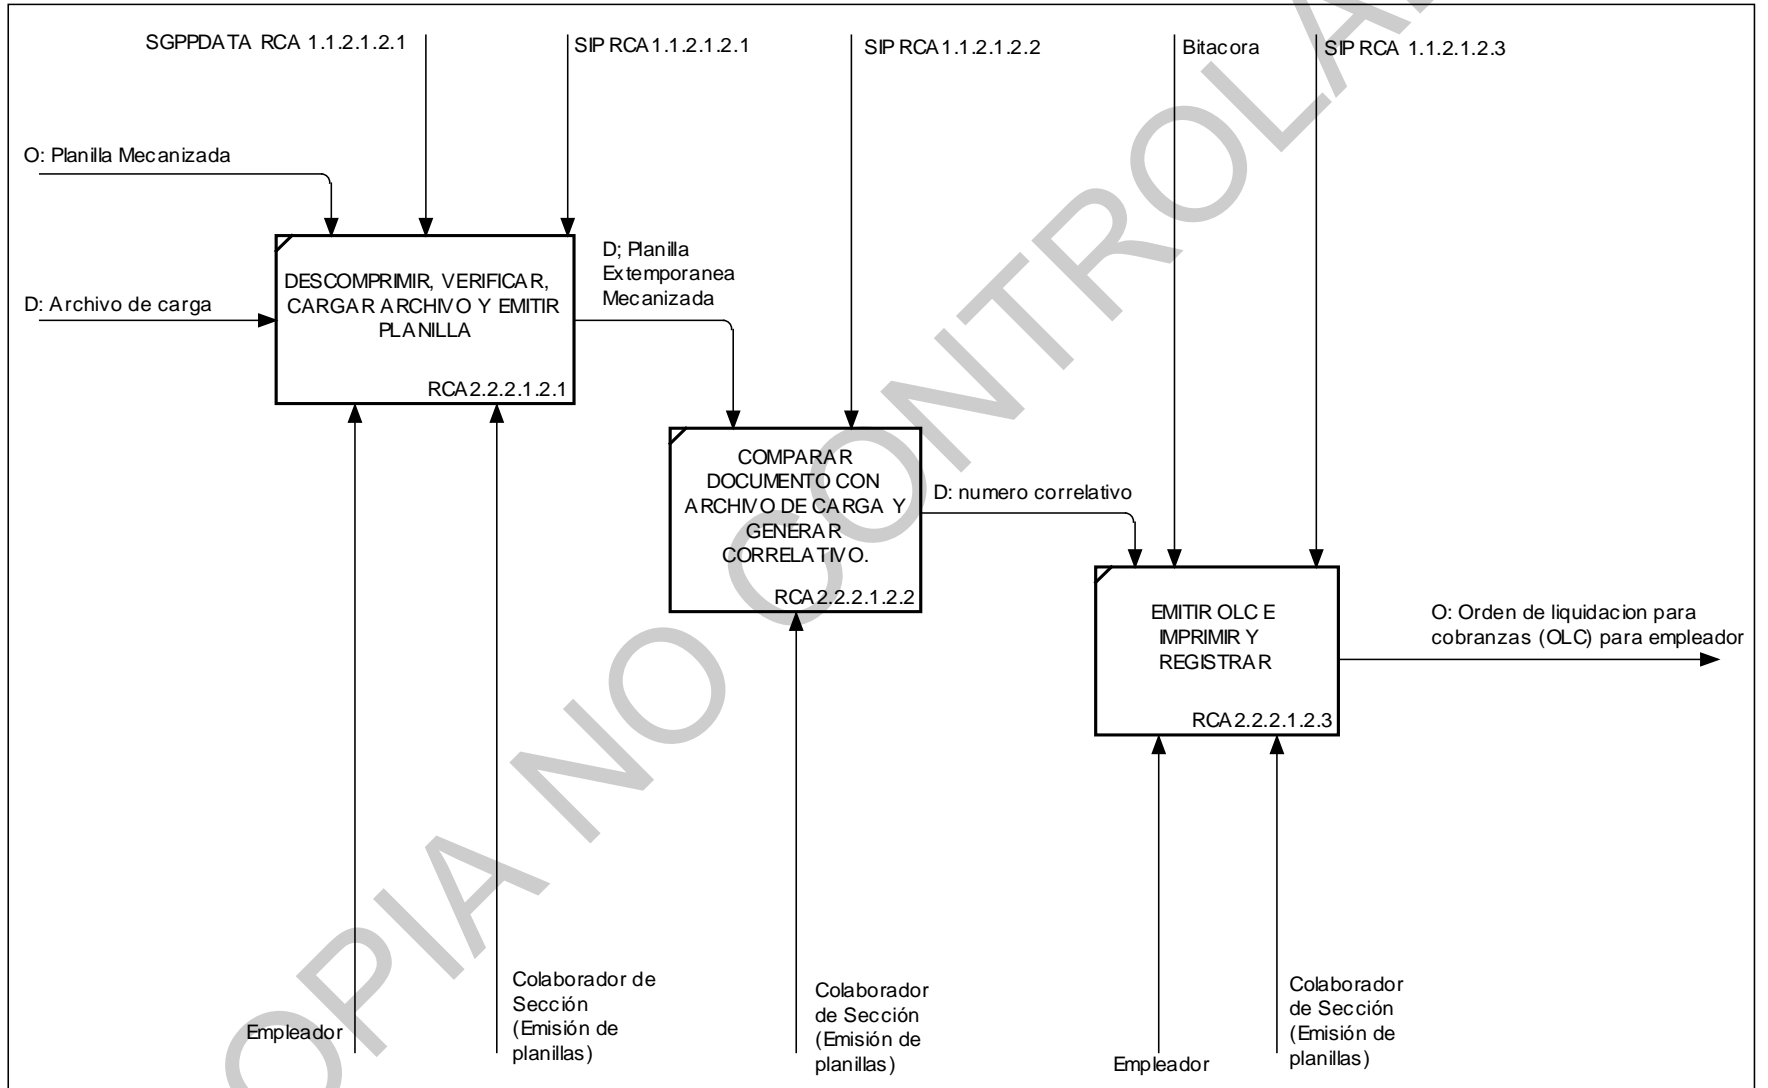 SGPPDATA RCA 1.1.2.1.2.1
SIP RCA 1.1.2.1.2.1
SIP RCA 1.1.2.1.2.2
Bitacora
SIP RCA 1.1.2.1.2.3
O: Planilla Mecanizada
D: Archivo de carga
DESCOMPRIMIR, VERIFICAR,
CARGAR ARCHIVO Y EMITIR
PLANILLA
RCA 2.2.2.1.2.1
D; Planilla
Extemporanea
Mecanizada
COMPARAR
DOCUMENTO CON
ARCHIVO DE CARGA Y
GENERAR
CORRELATIVO.
RCA 2.2.2.1.2.2
D: numero correlativo
EMITIR OLC E
IMPRIMIR Y
REGISTRAR
RCA 2.2.2.1.2.3
O: Orden de liquidacion para
cobranzas (OLC) para empleador
Empleador
Colaborador de
Sección
(Emisión de
planillas)
Colaborador
de Sección
(Emisión de
planillas)
Empleador
Colaborador
de Sección
(Emisión de
planillas)
OPIA NO CONTROLA